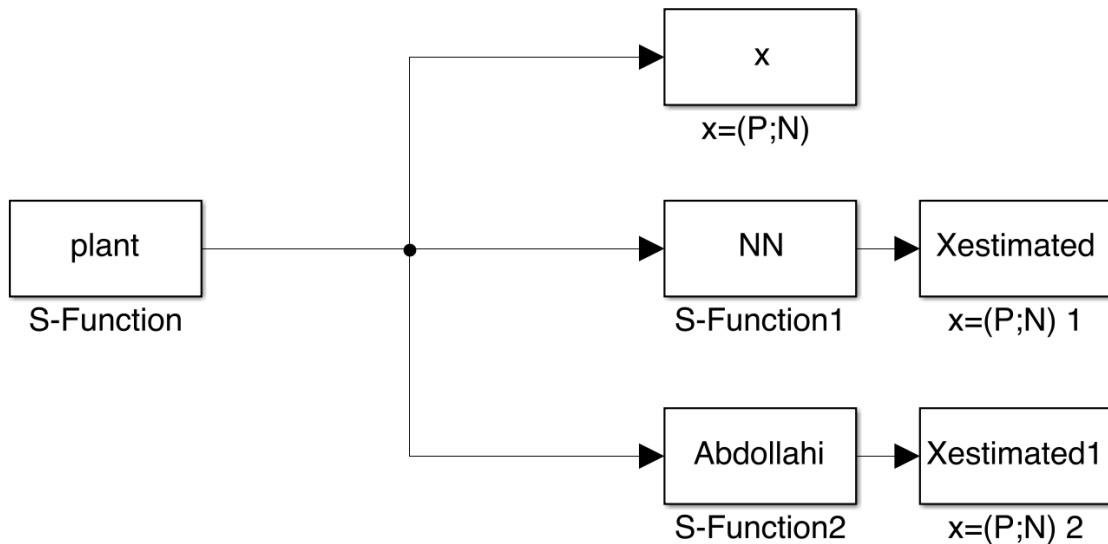 x
x=(P;N)
plant
S-Function
NN
S-Function1
Xestimated
x=(P;N) 1
Abdollahi
S-Function2
Xestimated1
x=(P;N) 2